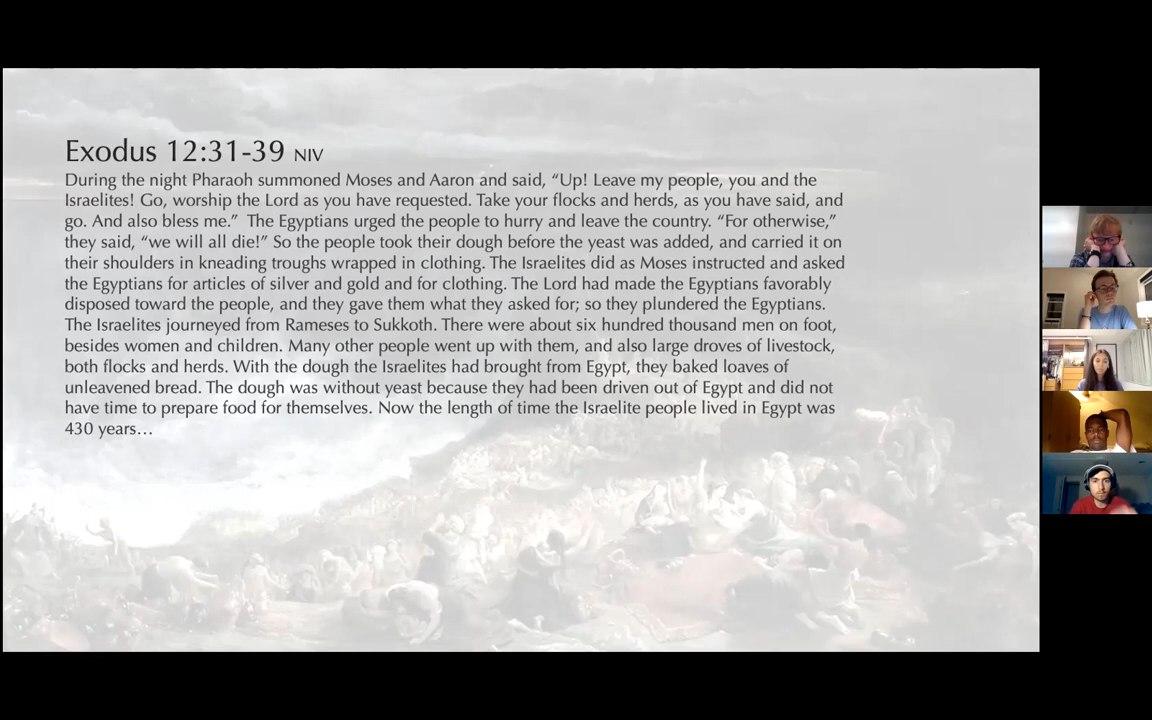 Exodus 12:31-39 NIV
During the night Pharaoh summoned Moses and Aaron and said, “Up! Leave my people, you and the
Israelites! Go, worship the Lord as you have requested. Take your flocks and herds, as you have said, and
go. And also bless me.”  The Egyptians urged the people to hurry and leave the country. “For otherwise,”
they said, “we will all die!” So the people took their dough before the yeast was added, and carried it on
their shoulders in kneading troughs wrapped in clothing. The Israelites did as Moses instructed and asked
the Egyptians for articles of silver and gold and for clothing. The Lord had made the Egyptians favorably
disposed toward the people, and they gave them what they asked for; so they plundered the Egyptians.
The Israelites journeyed from Rameses to Sukkoth. There were about six hundred thousand men on foot,
besides women and children. Many other people went up with them, and also large droves of livestock,
both flocks and herds. With the dough the Israelites had brought from Egypt, they baked loaves of
unleavened bread. The dough was without yeast because they had been driven out of Egypt and did not
have time to prepare food for themselves. Now the length of time the Israelite people lived in Egypt was
430 years…